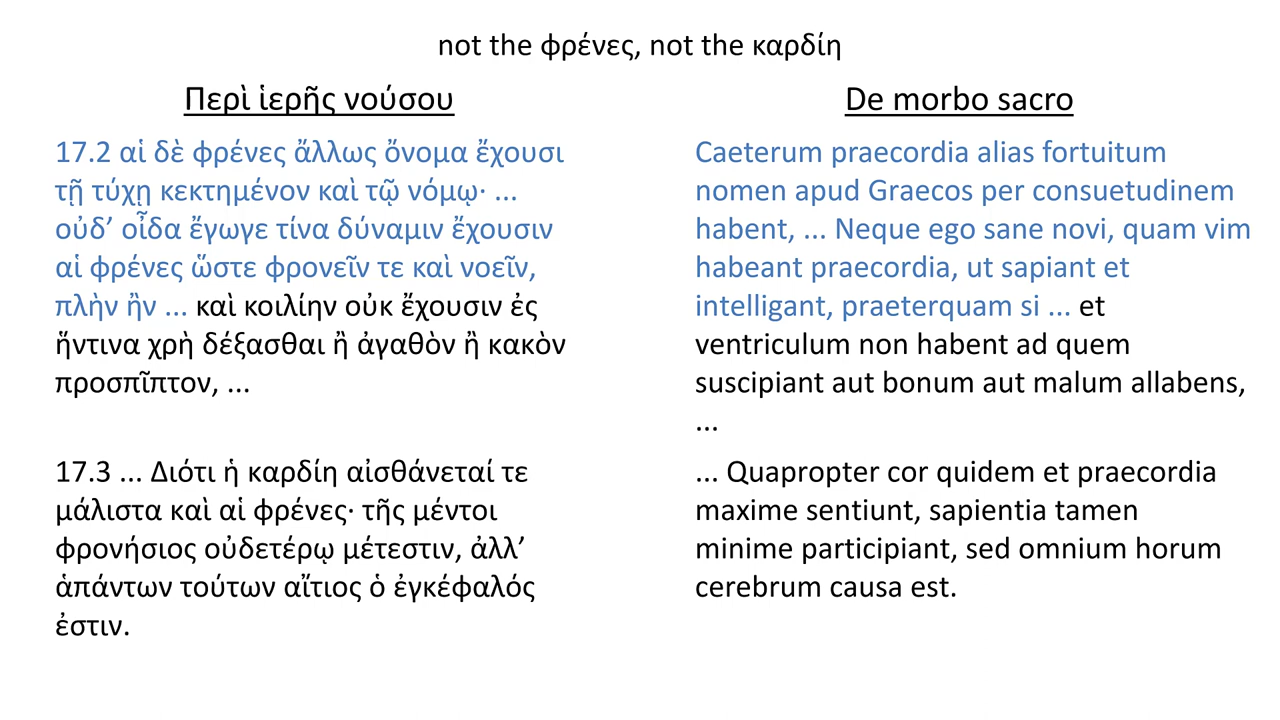 not the φρένες, not the καρδίη
Περὶ ἱερῆς νούσου
17.2 αἱ δὲ φρένες ἄλλως ὄνομα ἔχουσι
τῇ τύχῃ κεκτημένον καὶ τῷ νόμῳ· ...
οὐδ’ οἶδα ἔγωγε τίνα δύναμιν ἔχουσιν
αἱ φρένες ὥστε φρονεῖν τε καὶ νοεῖν,
πλὴν ἢν ... καὶ κοιλίην οὐκ ἔχουσιν ἐς
ἥντινα χρὴ δέξασθαι ἢ ἀγαθὸν ἢ κακὸν
προσπῖπτον, ...
17.3 ... Διότι ἡ καρδίη αἰσθάνεταί τε
μάλιστα καὶ αἱ φρένες· τῆς μέντοι
φρονήσιος οὐδετέρῳ μέτεστιν, ἀλλ’
ἁπάντων τούτων αἴτιος ὁ ἐγκέφαλός
ἐστιν.
De morbo sacro
Caeterum praecordia alias fortuitum
nomen apud Graecos per consuetudinem
habent, ... Neque ego sane novi, quam vim
habeant praecordia, ut sapiant et
intelligant, praeterquam si ... et
ventriculum non habent ad quem
suscipiant aut bonum aut malum allabens,
...
... Quapropter cor quidem et praecordia
maxime sentiunt, sapientia tamen
minime participiant, sed omnium horum
cerebrum causa est.